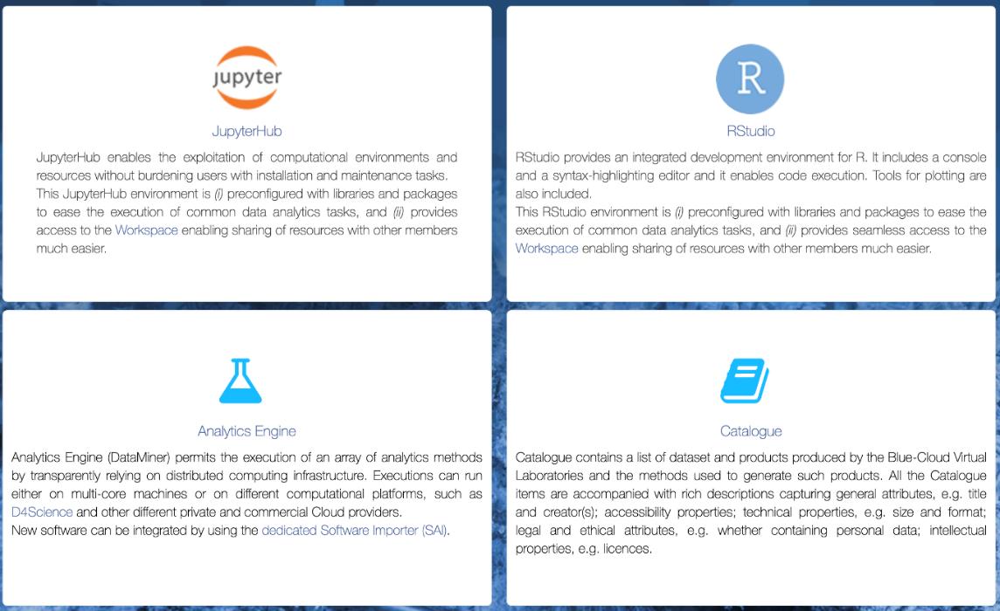 jupyter
JupyterHub
JupyterHub enables the exploitation of computational environments and
resources without burdening users with installation and maintenance tasks.
This JupyterHub environment is (i) preconfigured with libraries and packages
to ease the execution of common data analytics tasks, and (ii) provides
access to the Workspace enabling sharing of resources with other members
much easier.
R
RStudio
RStudio provides an integrated development environment for R. It includes a console
and a syntax-highlighting editor and it enables code execution. Tools for plotting are
also included.
This RStudio environment is (i) preconfigured with libraries and packages to ease the
execution of common data analytics tasks, and (ii) provides seamless access to the
Workspace enabling sharing of resources with other members much easier.
Analytics Engine
Analytics Engine (DataMiner) permits the execution of an array of analytics methods
by transparently relying on distributed computing infrastructure. Executions can run
either on multi-core machines or on different computational platforms, such as
D4Science and other different private and commercial Cloud providers.
New software can be integrated by using the dedicated Software Importer (SAI).
Catalogue
Catalogue contains a list of dataset and products produced by the Blue-Cloud Virtual
Laboratories and the methods used to generate such products. All the Catalogue
items are accompanied with rich descriptions capturing general attributes, e.g. title
and creator(s); accessibility properties; technical properties, e.g. size and format;
legal and ethical attributes, e.g. whether containing personal data; intellectual
properties, e.g. licences.